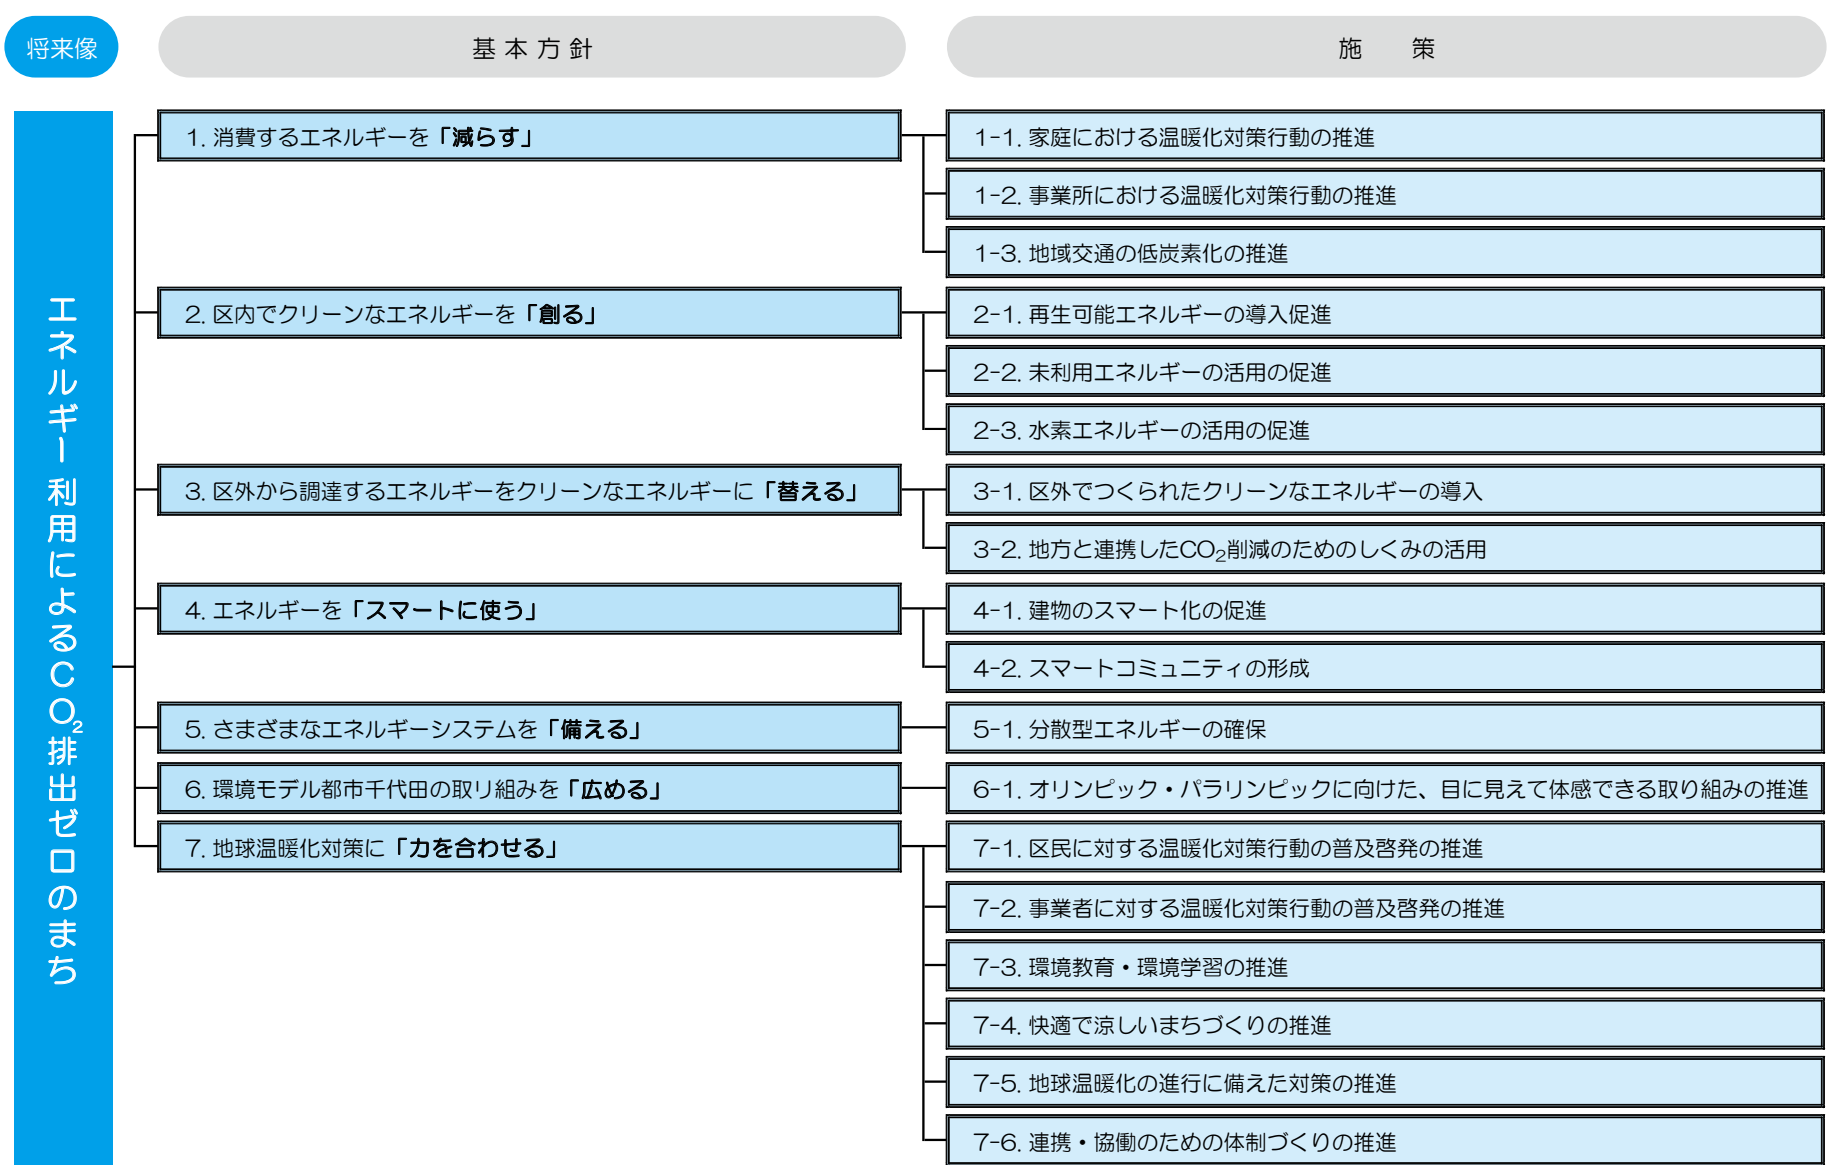 将来像
基本方針
施　策
エネルギー利用によるCO₂排出ゼロのまち
1. 消費するエネルギーを「減らす」
1-1. 家庭における温暖化対策行動の推進
1-2. 事業所における温暖化対策行動の推進
1-3. 地域交通の低炭素化の推進
2. 区内でクリーンなエネルギーを「創る」
2-1. 再生可能エネルギーの導入促進
2-2. 未利用エネルギーの活用の促進
2-3. 水素エネルギーの活用の促進
3. 区外から調達するエネルギーをクリーンなエネルギーに「替える」
3-1. 区外でつくられたクリーンなエネルギーの導入
3-2. 地方と連携したCO₂削減のためのしくみの活用
4. エネルギーを「スマートに使う」
4-1. 建物のスマート化の促進
4-2. スマートコミュニティの形成
5. さまざまなエネルギーシステムを「備える」
5-1. 分散型エネルギーの確保
6. 環境モデル都市千代田の取り組みを「広める」
6-1. オリンピック・パラリンピックに向けた、目に見えて体感できる取り組みの推進
7. 地球温暖化対策に「力を合わせる」
7-1. 区民に対する温暖化対策行動の普及啓発の推進
7-2. 事業者に対する温暖化対策行動の普及啓発の推進
7-3. 環境教育・環境学習の推進
7-4. 快適で涼しいまちづくりの推進
7-5. 地球温暖化の進行に備えた対策の推進
7-6. 連携・協働のための体制づくりの推進